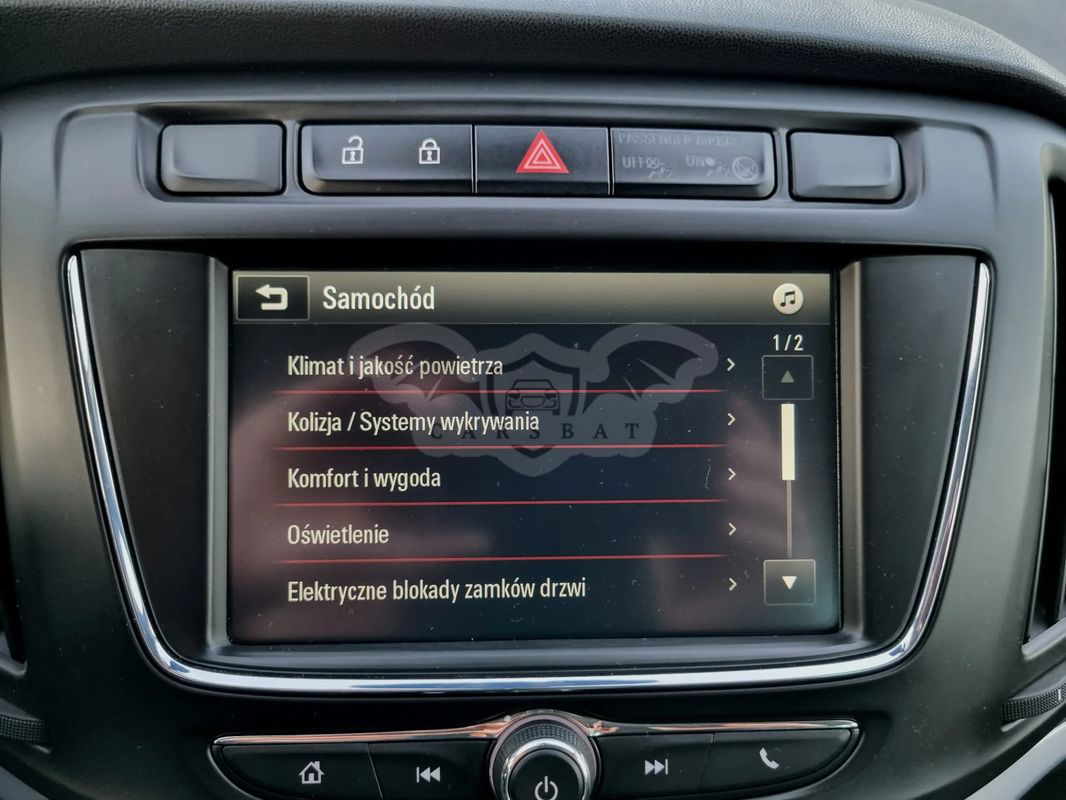 PASSENGER AIRBAG
OFF ON
Samochód
1/2
Klimat i jakość powietrza
Kolizja / Systemy wykrywania
CARSBAT
Komfort i wygoda
Oświetlenie
Elektryczne blokady zamków drzwi